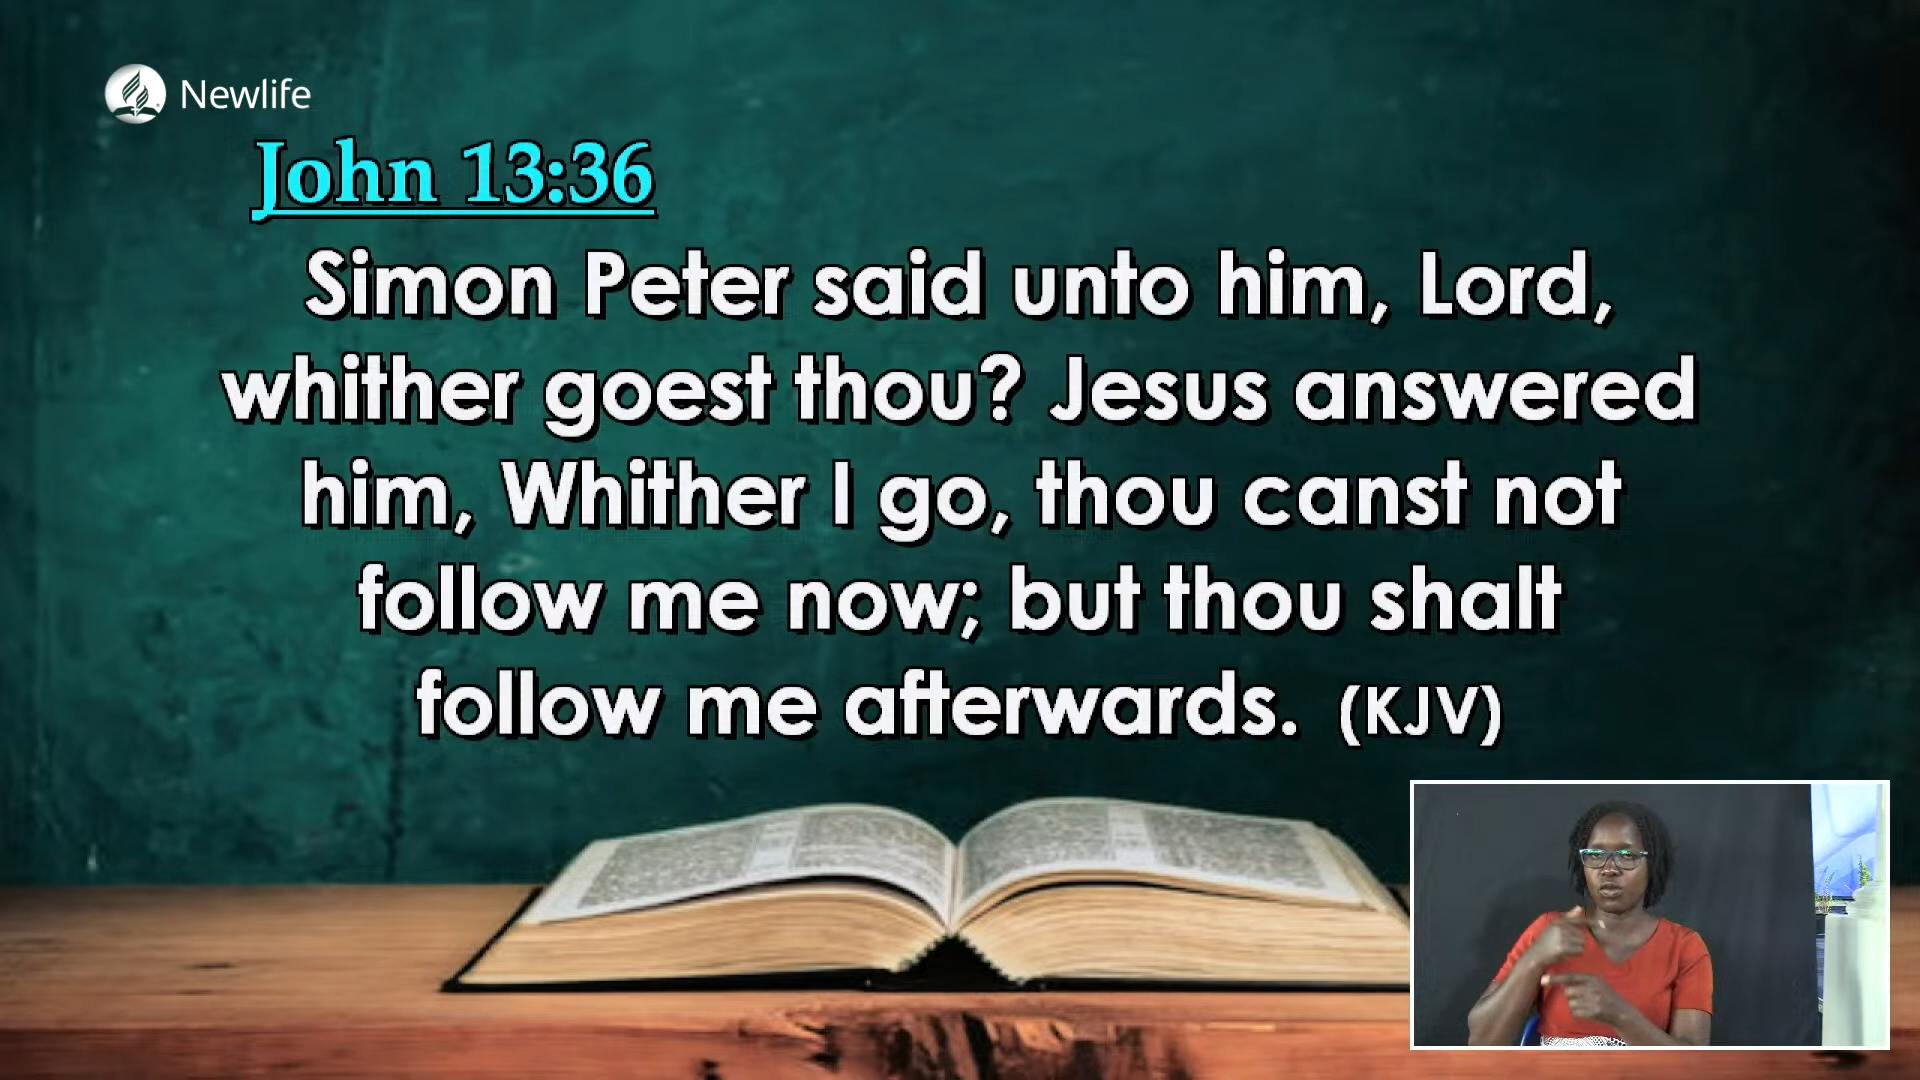 Newlife
John 13:36
Simon Peter said unto him, Lord,
whither goest thou? Jesus answered
him, Whither I go, thou canst not
follow me now; but thou shalt
follow me afterwards. (KJV)